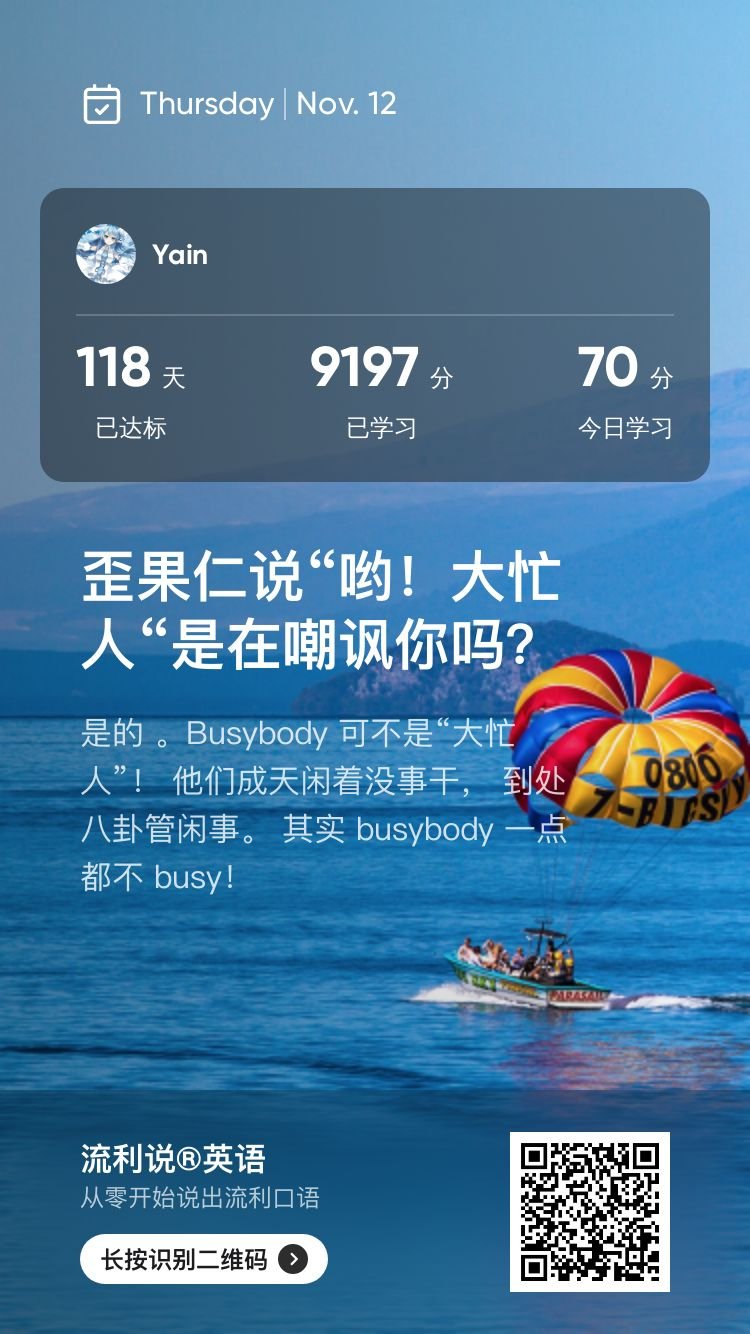 Thursday | Nov. 12
Yain
118 天 9197 分 70 分
已达标 已学习 今日学习
歪果仁说“哟！大忙
人“是在嘲讽你吗？
是的 。Busybody 可不是“大忙
人”！ 他们成天闲着没事干， 到处
八卦管闲事。 其实 busybody 一点
都不 busy！
0800
PARASAIL
流利说®英语
从零开始说出流利口语
长按识别二维码